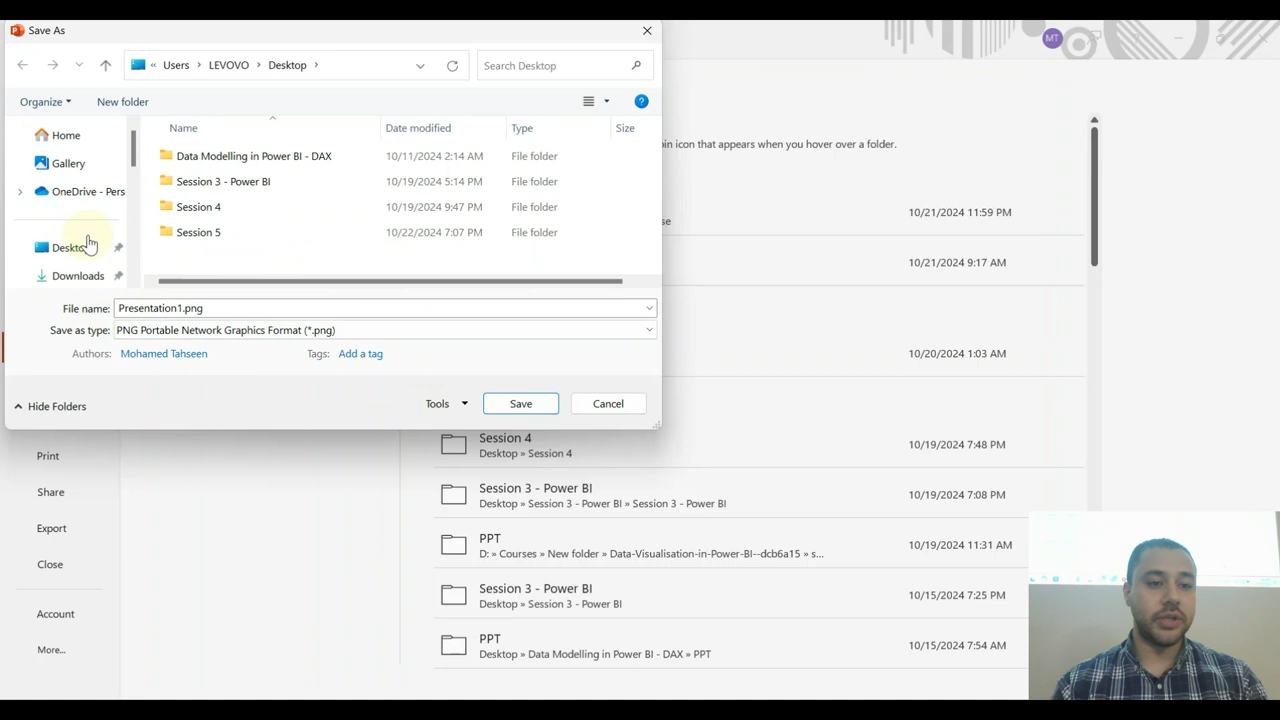 Save As
MT
« Users > LEVOVO > Desktop >
Search Desktop
Organize
New folder
Home
Gallery
OneDrive - Pers
Deskto
Downloads
Name
Date modified
Type
Size
Data Modelling in Power BI - DAX 10/11/2024 2:14 AM File folder
Session 3 - Power BI 10/19/2024 5:14 PM File folder
Session 4 10/19/2024 9:47 PM File folder
Session 5 10/22/2024 7:07 PM File folder
File name: Presentation1.png
Save as type: PNG Portable Network Graphics Format (*.png)
Authors: Mohamed Tahseen
Tags: Add a tag
Hide Folders
Tools
Save
Cancel
in icon that appears when you hover over a folder.
10/21/2024 11:59 PM
se
10/21/2024 9:17 AM
10/20/2024 1:03 AM
Print
Share
Export
Close
Account
More...
Session 4
Desktop » Session 4
10/19/2024 7:48 PM
Session 3 - Power BI
Desktop » Session 3 - Power BI » Session 3 - Power BI
10/19/2024 7:08 PM
PPT
D: » Courses » New folder » Data-Visualisation-in-Power-BI--dcb6a15 » s...
10/19/2024 11:31 AM
Session 3 - Power BI
Desktop » Session 3 - Power BI
10/15/2024 7:25 PM
PPT
Desktop » Data Modelling in Power BI - DAX » PPT
10/15/2024 7:54 AM